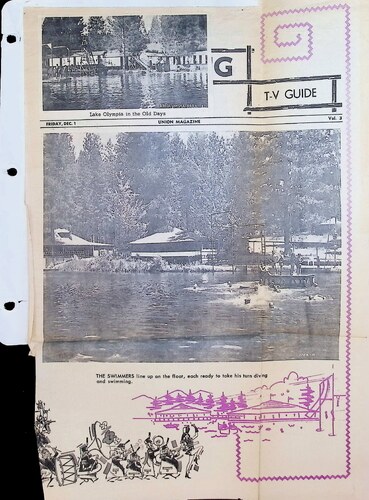 Lake Olympia in the Old Days
G
T-V GUIDE
FRIDAY, DEC. 1
UNION MAGAZINE
Vol. 3
THE SWIMMERS line up on the float, each ready to take his turn diving
and swimming.